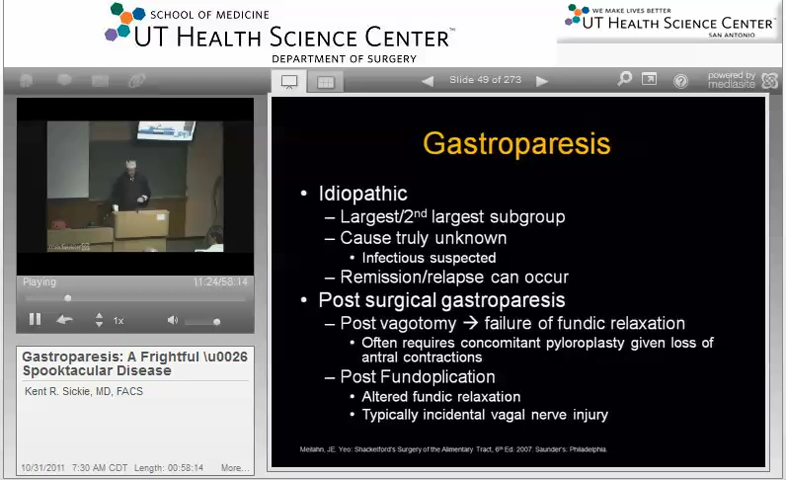 SCHOOL OF MEDICINE
UT HEALTH SCIENCE CENTER™
DEPARTMENT OF SURGERY
WE MAKE LIVES BETTER
UT HEALTH SCIENCE CENTER
SAN ANTONIO
Slide 49 of 273
powered by
mediasite
Playing
11:24/58:14
1x
Gastroparesis: A Frightful \u0026
Spooktacular Disease
Kent R. Sickie, MD, FACS
10/31/2011 7:30 AM CDT Length: 00:58:14 More...
Gastroparesis
• Idiopathic
– Largest/2nd largest subgroup
– Cause truly unknown
• Infectious suspected
– Remission/relapse can occur
• Post surgical gastroparesis
– Post vagotomy → failure of fundic relaxation
• Often requires concomitant pyloroplasty given loss of
antral contractions
– Post Fundoplication
• Altered fundic relaxation
• Typically incidental vagal nerve injury
JE, Yeo: Shackelford's Surgery of the Alimentary Tract, 6th Ed. 2007. Saunder's: Philadelphia.